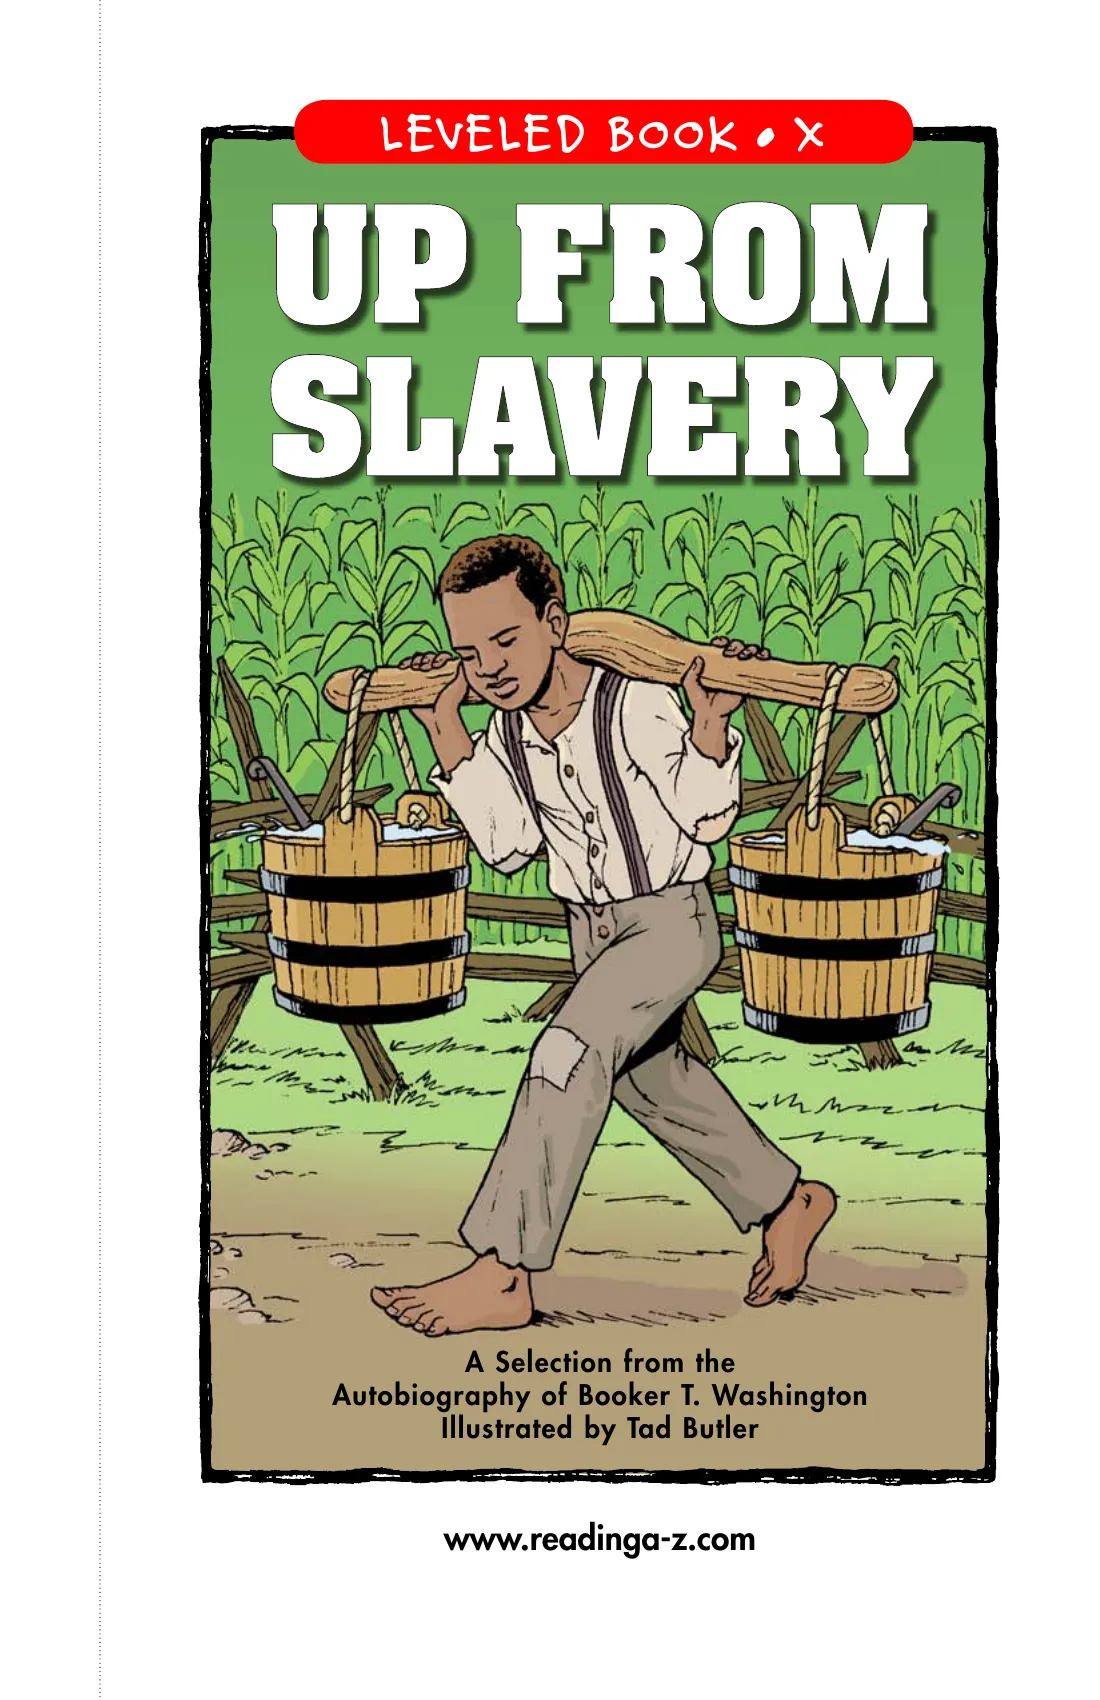 LEVELED BOOK • X
UP FROM
SLAVERY
A Selection from the
Autobiography of Booker T. Washington
Illustrated by Tad Butler
www.readinga-z.com